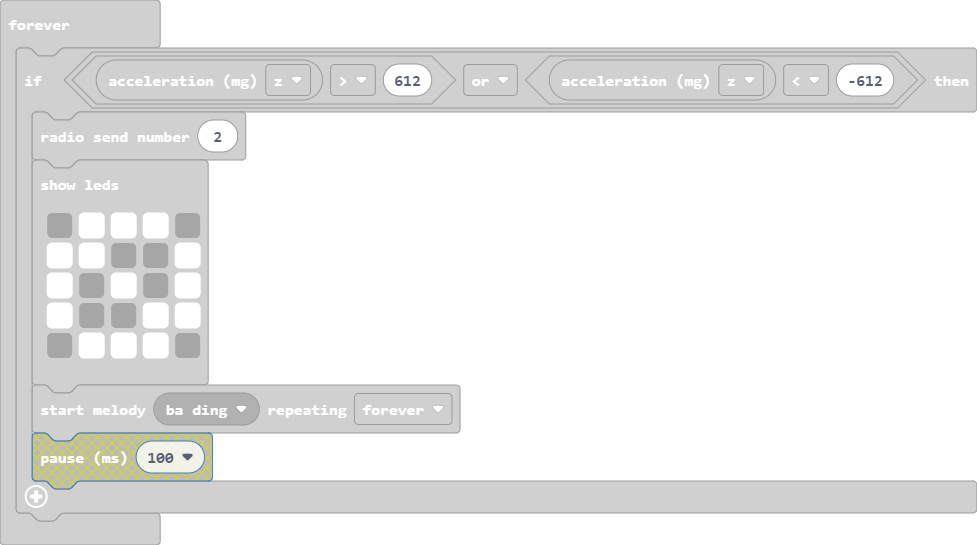 forever
if acceleration (mg) z > 612 or acceleration (mg) z < -612 then
radio send number 2
show leds
start melody ba ding repeating forever
pause (ms) 100